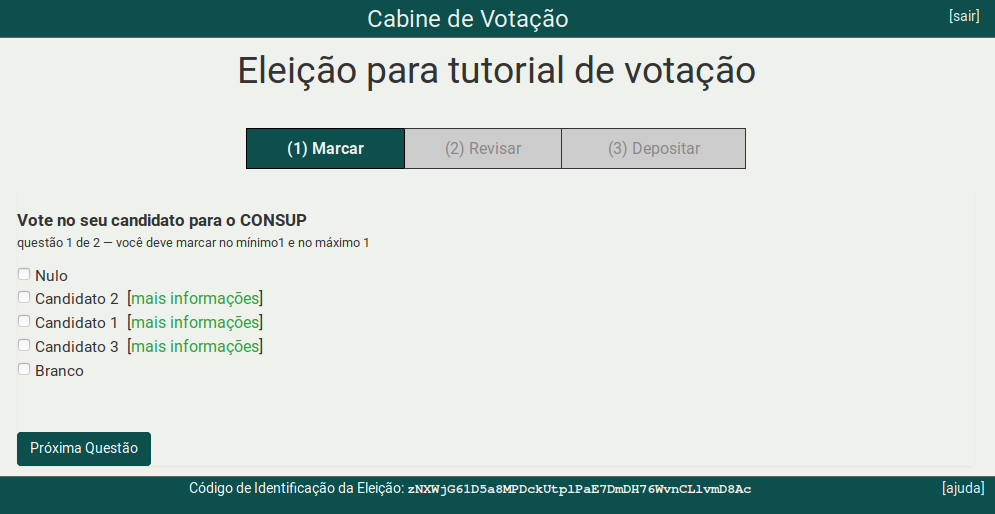 Cabine de Votação
[sair]
Eleição para tutorial de votação
(1) Marcar
(2) Revisar
(3) Depositar
Vote no seu candidato para o CONSUP
questão 1 de 2 — você deve marcar no mínimo1 e no máximo 1
Nulo
Candidato 2 [mais informações]
Candidato 1 [mais informações]
Candidato 3 [mais informações]
Branco
Próxima Questão
Código de Identificação da Eleição: zNXWjG61D5a8MPDckUtplPaE7DmDH76WvnCLlvmD8Ac
[ajuda]